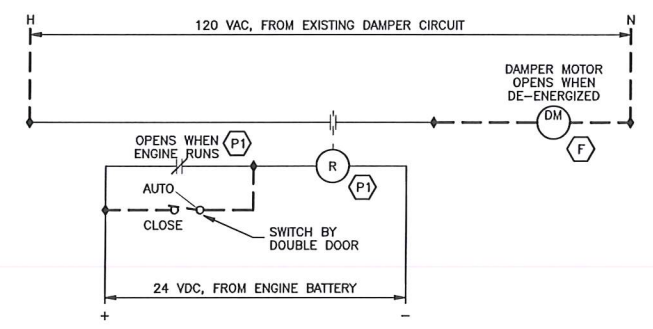 H
N
120 VAC, FROM EXISTING DAMPER CIRCUIT
DAMPER MOTOR
OPENS WHEN
DE-ENERGIZED
DM
F
OPENS WHEN
ENGINE RUNS
P1
R
P1
AUTO
CLOSE
SWITCH BY
DOUBLE DOOR
24 VDC, FROM ENGINE BATTERY
+
-